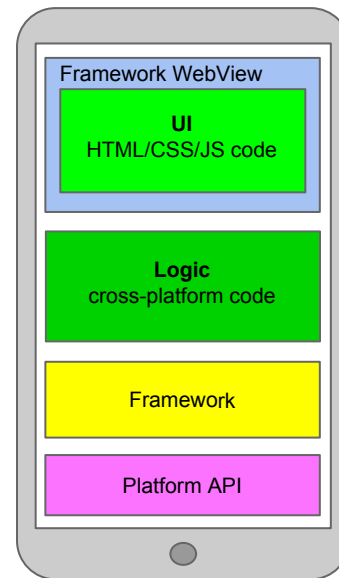 Framework WebView
UI
HTML/CSS/JS code
Logic
cross-platform code
Framework
Platform API